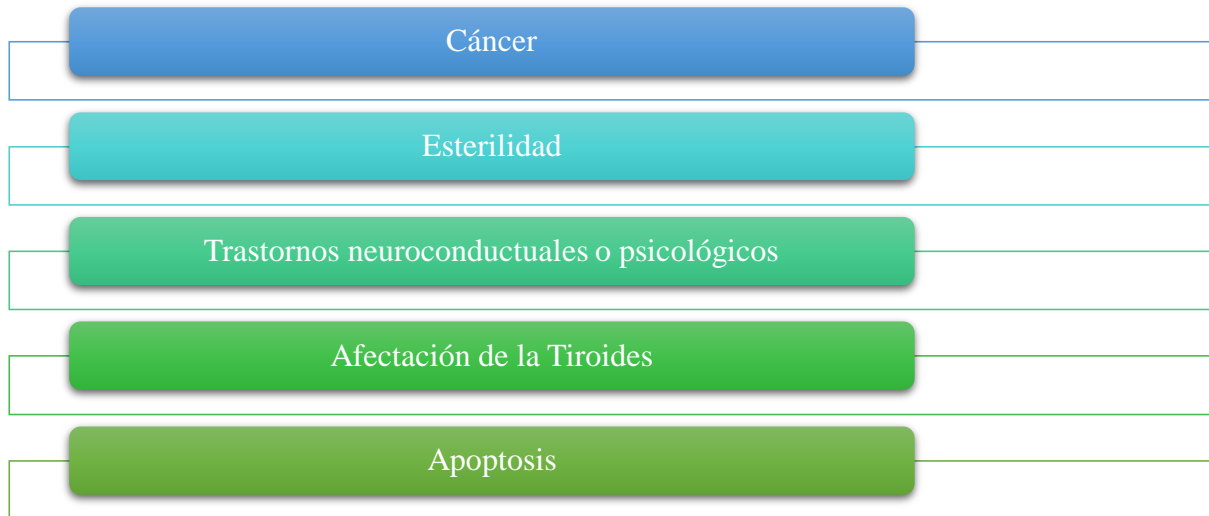 Cáncer
Esterilidad
Trastornos neuroconductuales o psicológicos
Afectación de la Tiroides
Apoptosis